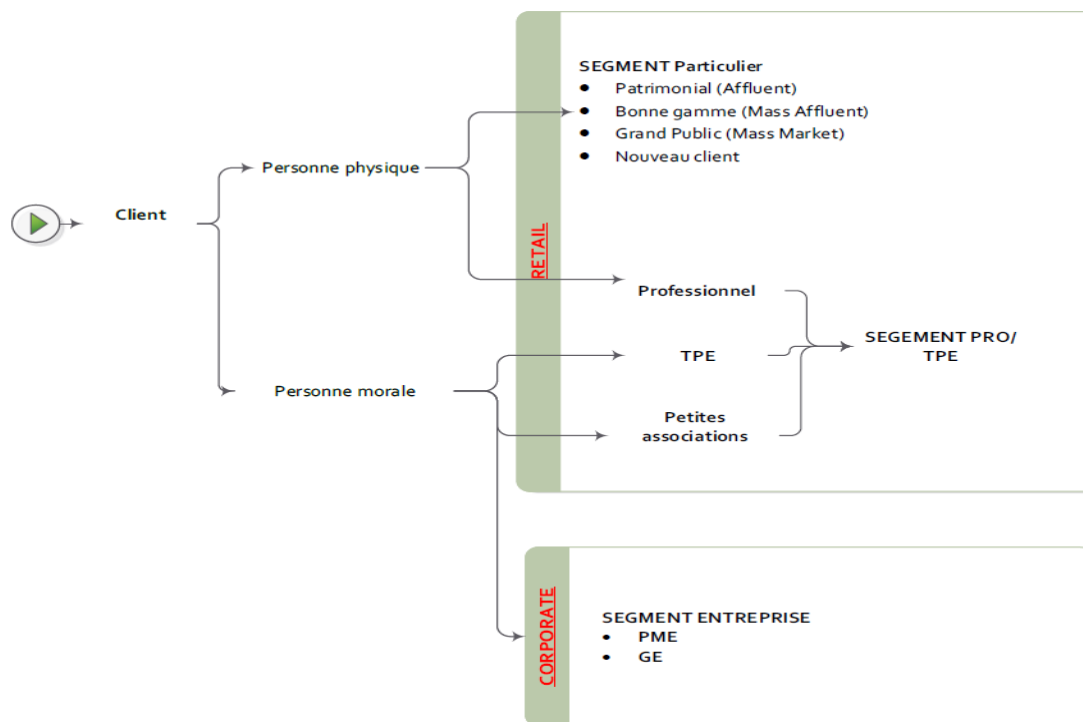 SEGMENT Particulier
● Patrimonial (Affluent)
● Bonne gamme (Mass Affluent)
● Grand Public (Mass Market)
● Nouveau client
Personne physique
Client
RETAIL
Professionnel
SEGEMENT PRO/
TPE
TPE
Personne morale
Petites
associations
CORPORATE
SEGMENT ENTREPRISE
• PME
• GE